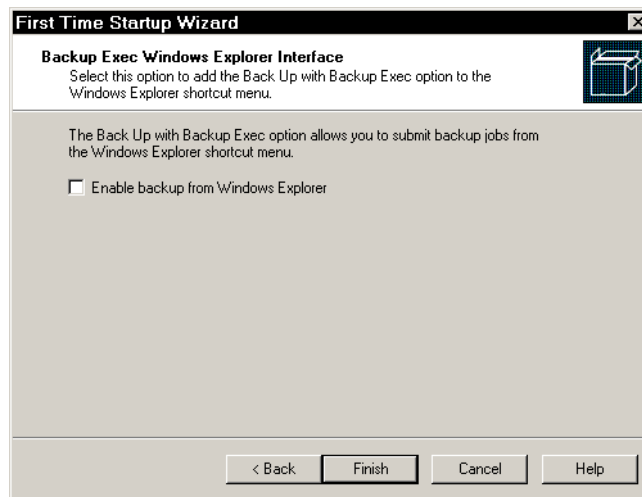 First Time Startup Wizard
Backup Exec Windows Explorer Interface
Select this option to add the Back Up with Backup Exec option to the
Windows Explorer shortcut menu.
The Back Up with Backup Exec option allows you to submit backup jobs from
the Windows Explorer shortcut menu.
Enable backup from Windows Explorer
< Back Finish Cancel Help